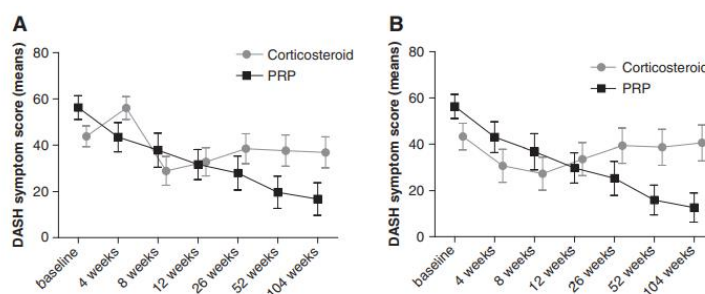 A
DASH symptom score (means)
80
60
40
20
0
Corticosteroid
PRP
baseline
4 weeks
8 weeks
12 weeks
26 weeks
52 weeks
104 weeks
B
DASH symptom score (means)
80
60
40
20
0
Corticosteroid
PRP
baseline
4 weeks
8 weeks
12 weeks
26 weeks
52 weeks
104 weeks